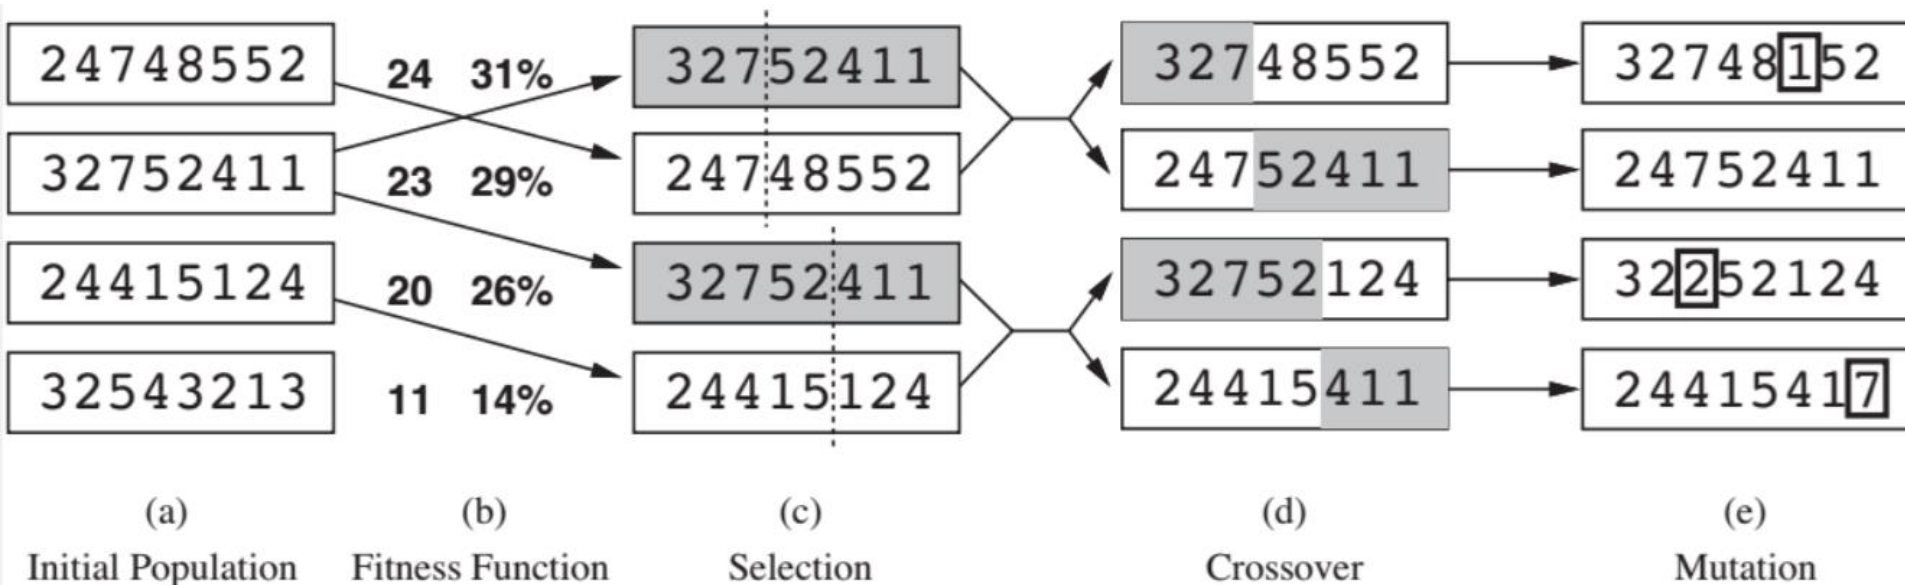 24748552 24 31% 32752411 32748552 32748152
32752411 23 29% 24748552 24752411 24752411
24415124 20 26% 32752411 32752124 32252124
32543213 11 14% 24415124 24415411 24415417
(a) (b) (c) (d) (e)
Initial Population Fitness Function Selection Crossover Mutation